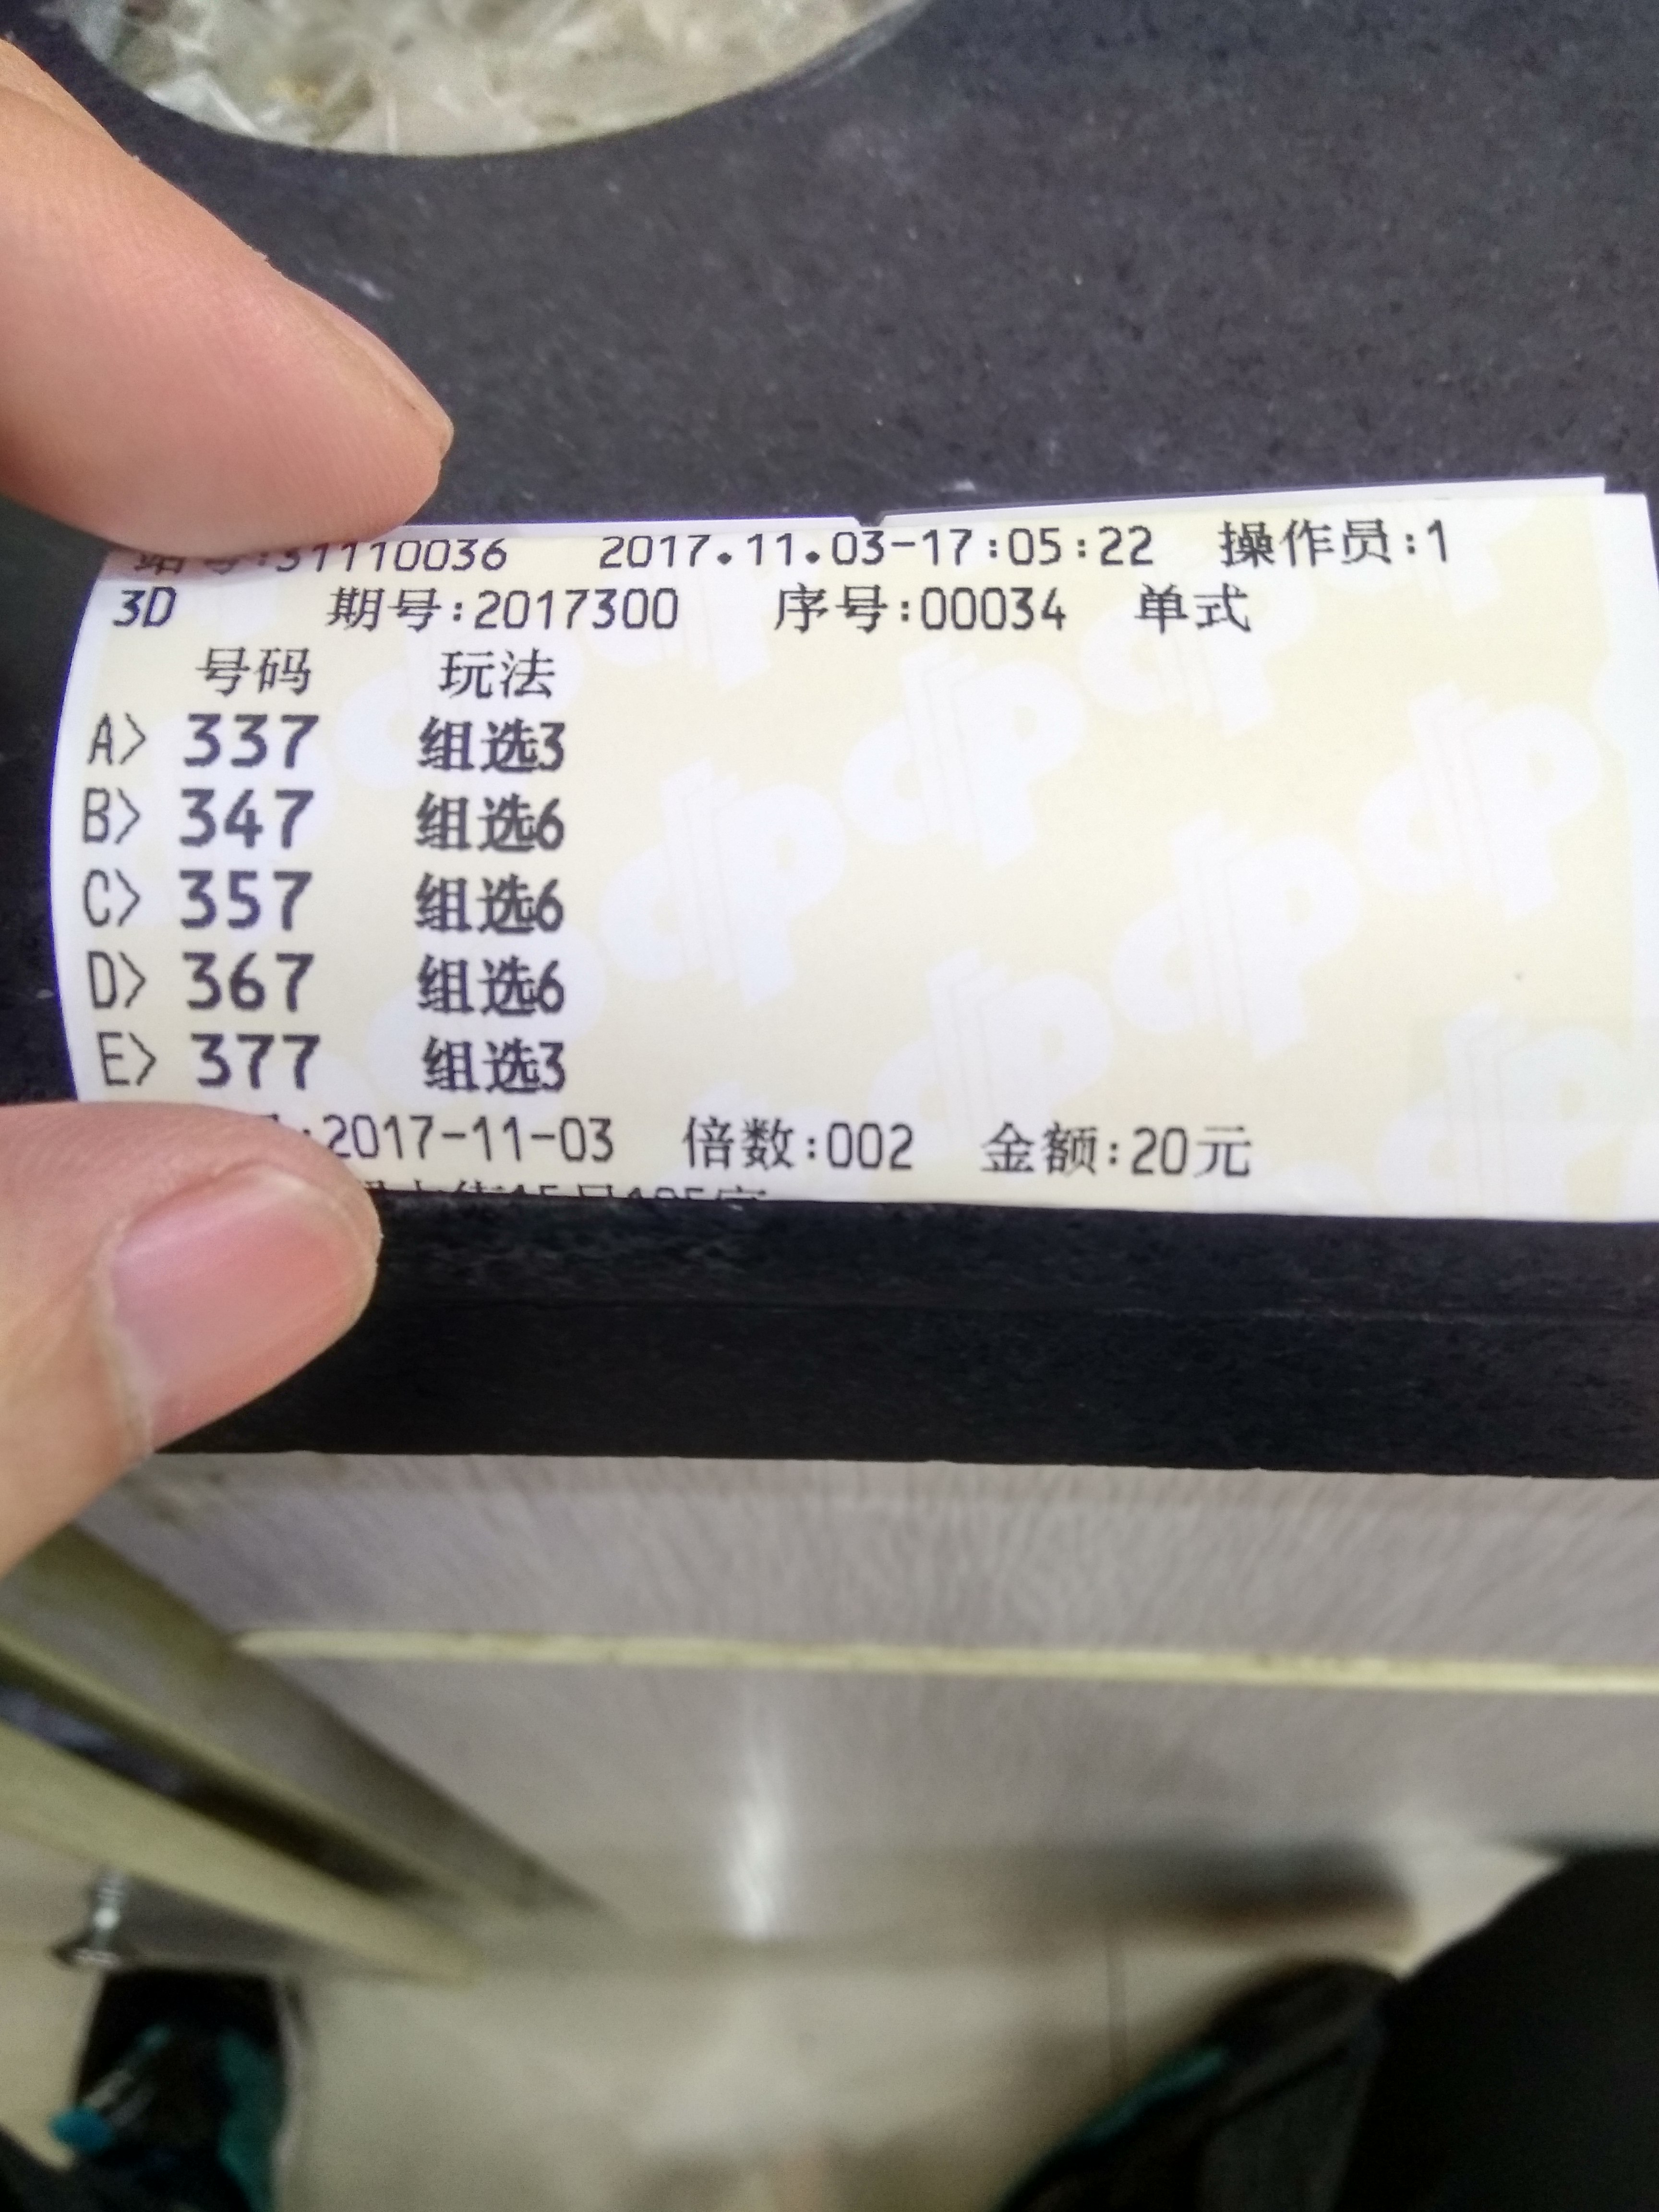 站号:31110036 2017.11.03-17:05:22 操作员:1
3D 期号:2017300 序号:00034 单式
号码 玩法
A> 337 组选3
B> 347 组选6
C> 357 组选6
D> 367 组选6
E> 377 组选3
:2017-11-03 倍数:002 金额:20元